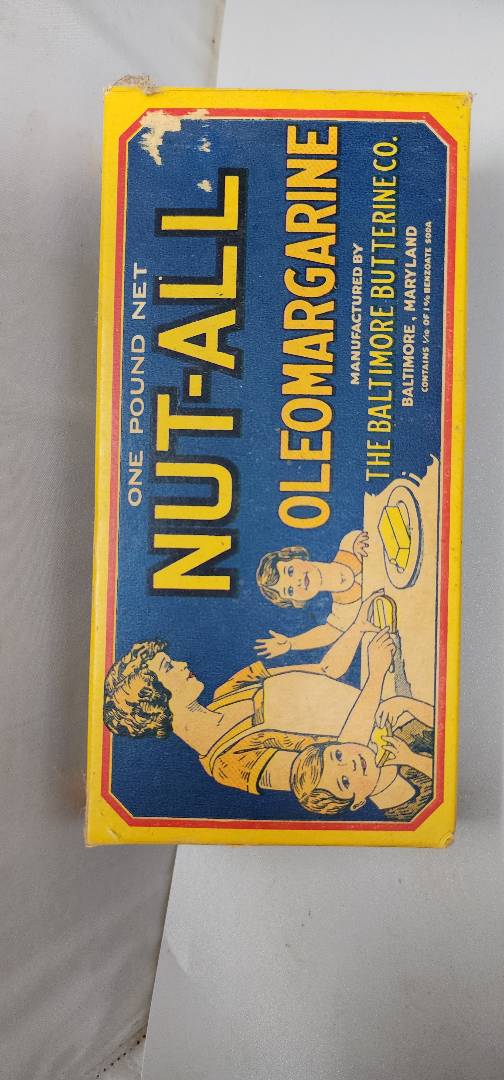 ONE POUND NET
NUT-ALL
OLEOMARGARINE
MANUFACTURED BY
THE BALTIMORE BUTTERINE CO.
BALTIMORE, MARYLAND
CONTAINS 1/10 OF 1% BENZOATE SODA